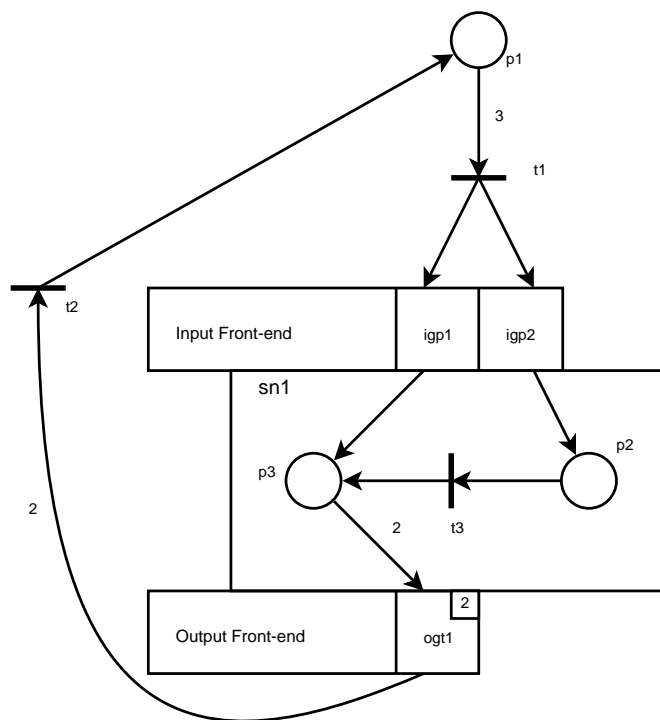 p1
3
t1
t2
Input Front-end
igp1
igp2
sn1
p3
p2
2
2
t3
2
Output Front-end
ogt1